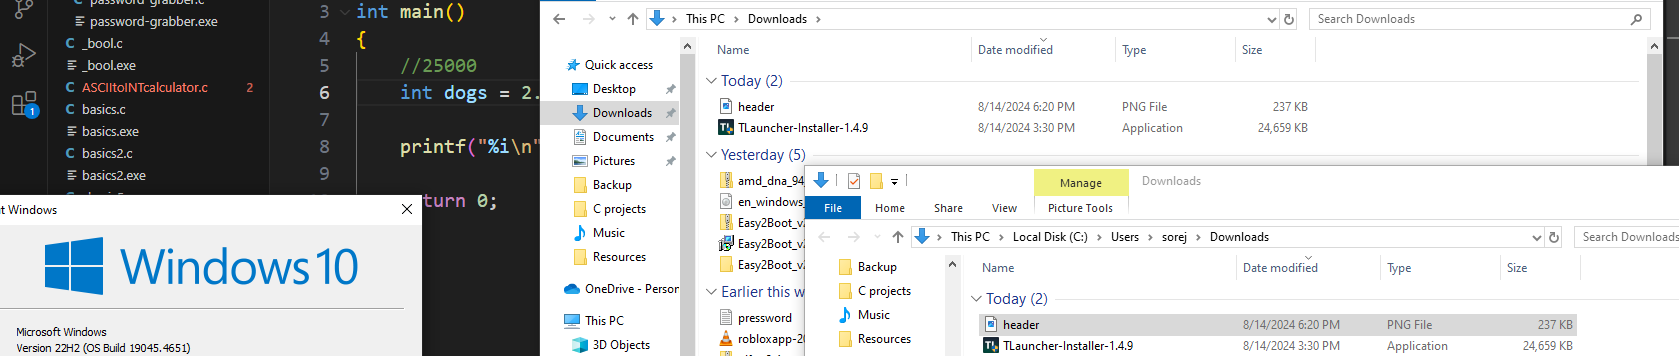 password-grabber.c
password-grabber.exe
_bool.c
_bool.exe
ASCIItoINTcalculator.c 2
basics.c
basics.exe
basics2.c
basics2.exe
1
3 int main()
4 {
5 //25000
6 int dogs = 2.
7
8 printf("%i\n"
9
turn 0;
t Windows
Windows 10
Microsoft Windows
Version 22H2 (OS Build 19045.4651)
This PC > Downloads >
Search Downloads
Quick access
Desktop
Downloads
Documents
Pictures
Backup
C projects
Music
Resources
OneDrive - Person
This PC
3D Objects
Name Date modified Type Size
Today (2)
header 8/14/2024 6:20 PM PNG File 237 KB
TLauncher-Installer-1.4.9 8/14/2024 3:30 PM Application 24,659 KB
Yesterday (5)
amd_dna_94_
en_windows_
Easy2Boot_v
Easy2Boot_v
Easy2Boot_v
Earlier this w
pressword
robloxapp-20
Manage Downloads
File Home Share View Picture Tools
This PC > Local Disk (C:) > Users > sorej > Downloads
Search Downloads
Backup
C projects
Music
Resources
Name Date modified Type Size
Today (2)
header 8/14/2024 6:20 PM PNG File 237 KB
TLauncher-Installer-1.4.9 8/14/2024 3:30 PM Application 24,659 KB